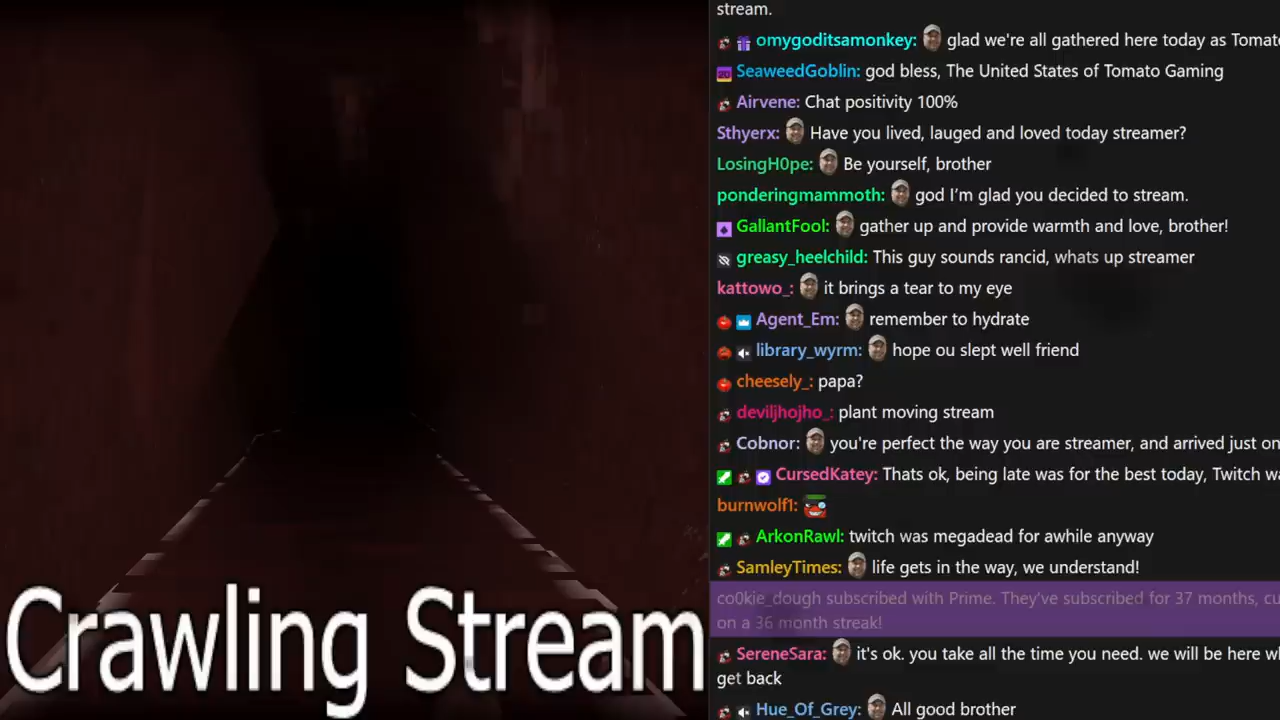 stream.
omygoditsamonkey: glad we're all gathered here today as Tomato
SeaweedGoblin: god bless, The United States of Tomato Gaming
Airvene: Chat positivity 100%
Sthyerx: Have you lived, lauged and loved today streamer?
LosingH0pe: Be yourself, brother
ponderingmammoth: god I'm glad you decided to stream.
GallantFool: gather up and provide warmth and love, brother!
greasy_heelchild: This guy sounds rancid, whats up streamer
kattowo_: it brings a tear to my eye
Agent_Em: remember to hydrate
library_wyrm: hope ou slept well friend
cheesely_: papa?
deviljhojho_: plant moving stream
Cobnor: you're perfect the way you are streamer, and arrived just on
CursedKatey: Thats ok, being late was for the best today, Twitch wa
burnwolf1:
ArkonRawl: twitch was megadead for awhile anyway
SamleyTimes: life gets in the way, we understand!
co0kie_dough subscribed with Prime. They've subscribed for 37 months, cu
on a 36 month streak!
SereneSara: it's ok. you take all the time you need. we will be here w
get back
Hue_Of_Grey: All good brother
Crawling Stream